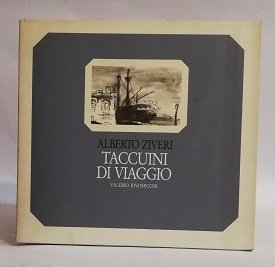 ALBERTO ZIVERI
TACCUINI
DI VIAGGIO
VALERIO RIVOSECCHI